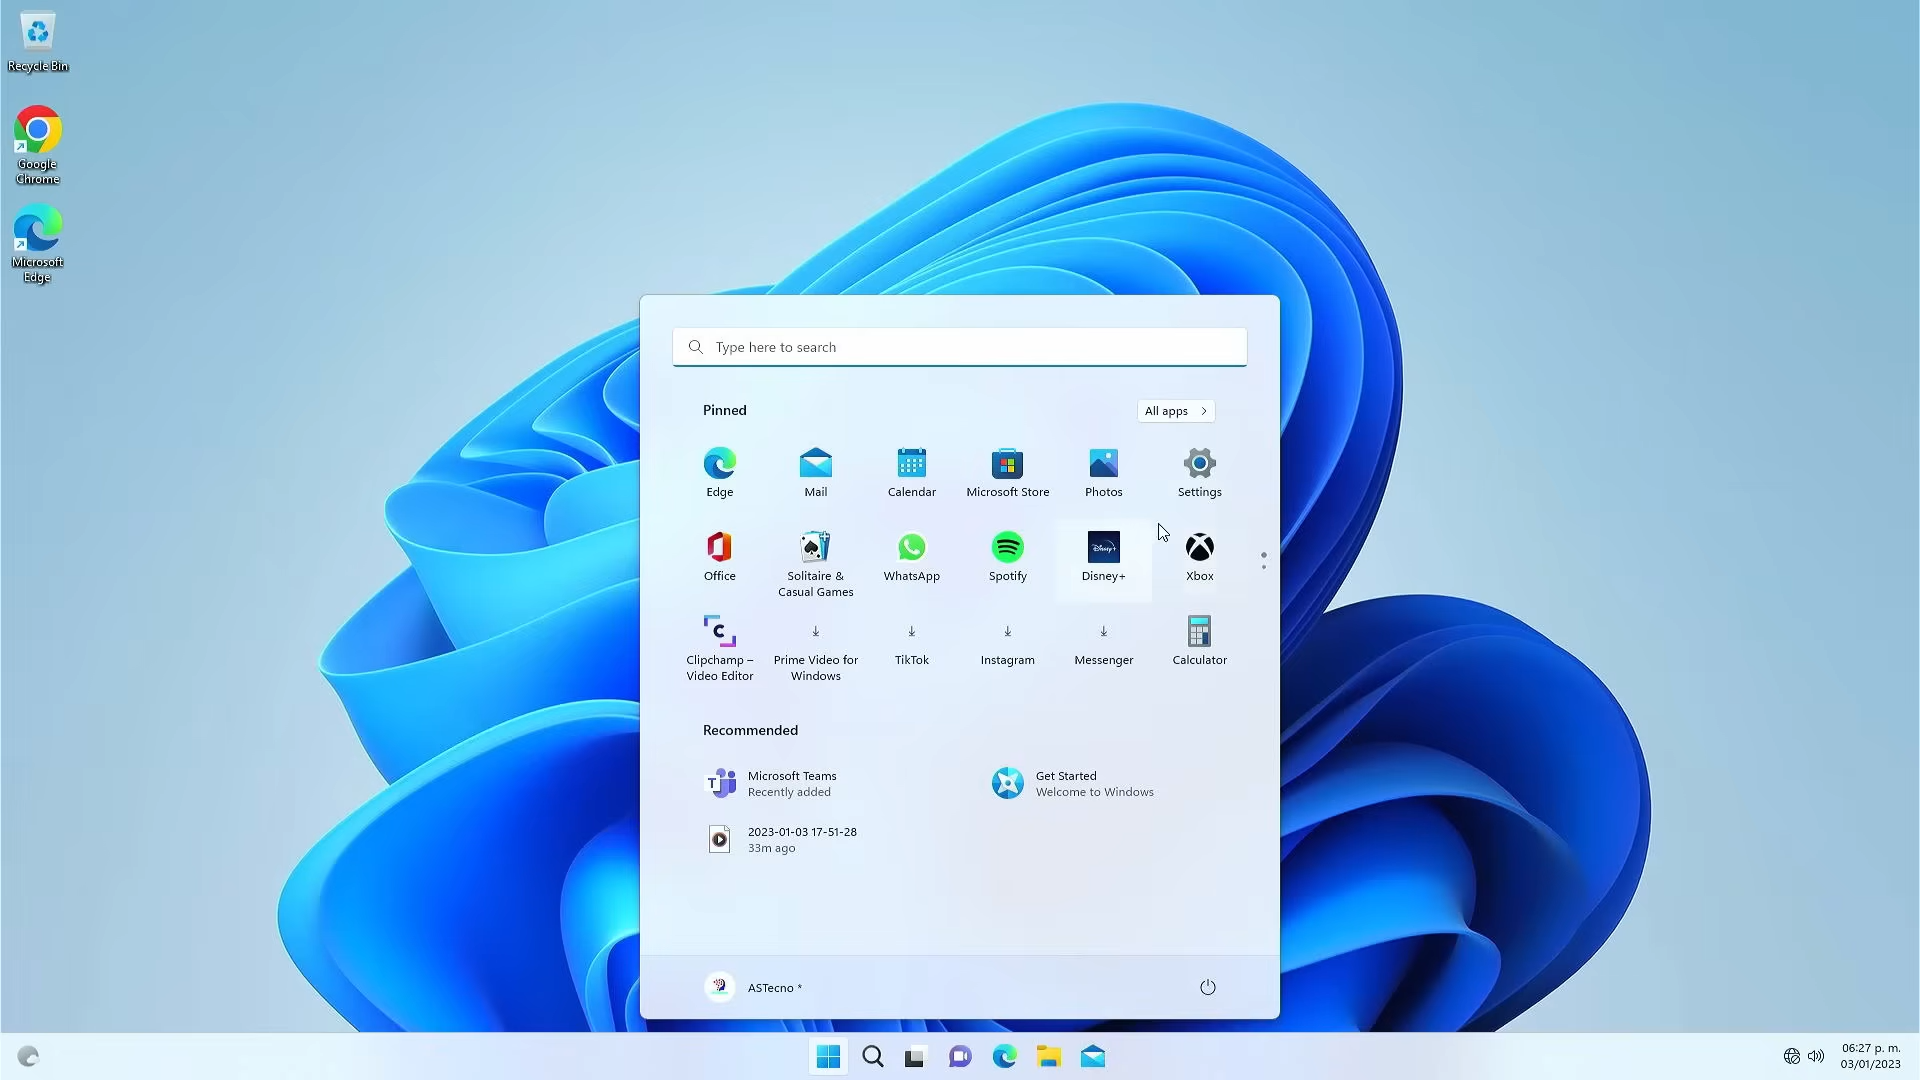 Recycle Bin
Google
Chrome
Microsoft
Edge
Type here to search
Pinned
All apps
Edge
Mail
Calendar
Microsoft Store
Photos
Settings
Office
Solitaire &
Casual Games
WhatsApp
Spotify
Disney+
Disney+
Xbox
Clipchamp –
Video Editor
Prime Video for
Windows
TikTok
Instagram
Messenger
Calculator
Recommended
Microsoft Teams
Recently added
Get Started
Welcome to Windows
2023-01-03 17-51-28
33m ago
ASTecno *
06:27 p. m.
03/01/2023